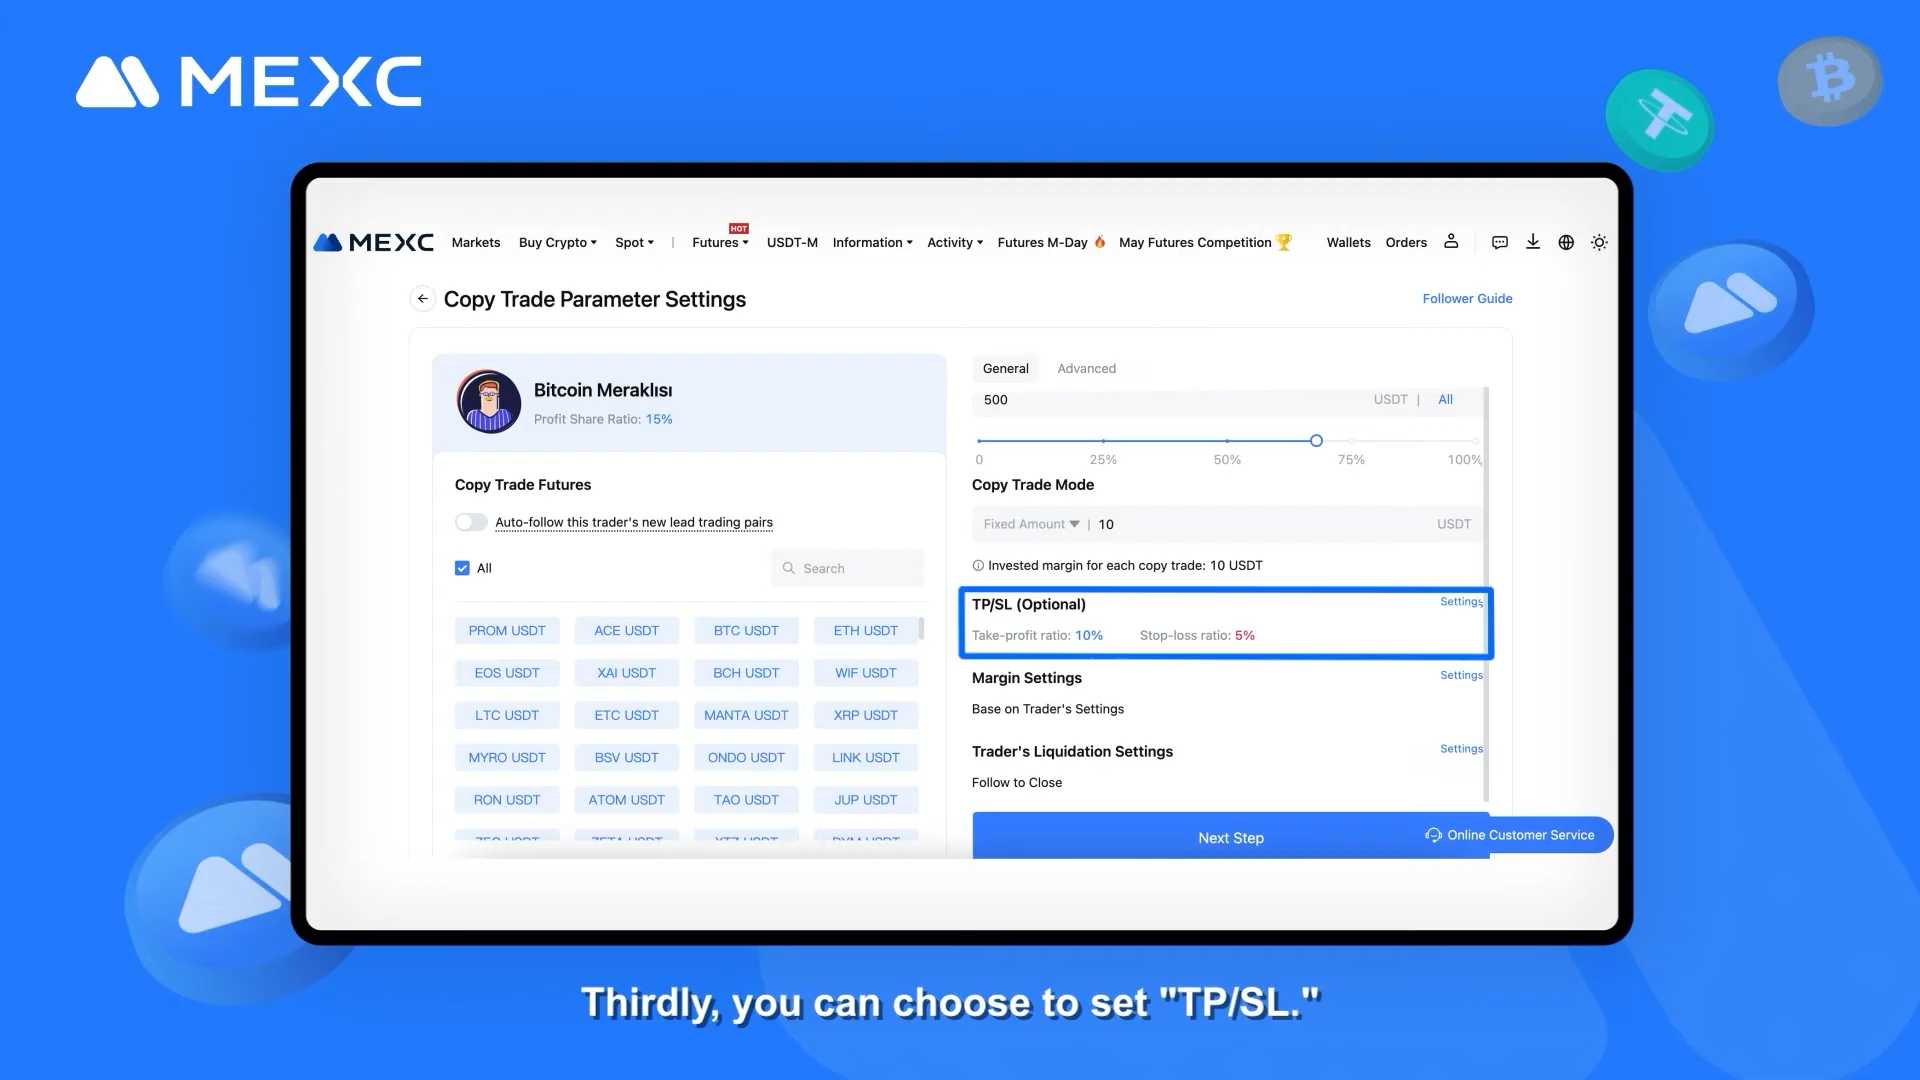 MEXC
MEXC Markets Buy Crypto Spot | Futures HOT USDT-M Information Activity Futures M-Day May Futures Competition Wallets Orders
Copy Trade Parameter Settings
Follower Guide
Bitcoin Meraklısı
Profit Share Ratio: 15%
Copy Trade Futures
Auto-follow this trader's new lead trading pairs
All
Search
PROM USDT ACE USDT BTC USDT ETH USDT
EOS USDT XAI USDT BCH USDT WIF USDT
LTC USDT ETC USDT MANTA USDT XRP USDT
MYRO USDT BSV USDT ONDO USDT LINK USDT
RON USDT ATOM USDT TAO USDT JUP USDT
General Advanced
500 USDT | All
0 25% 50% 75% 100%
Copy Trade Mode
Fixed Amount | 10 USDT
Invested margin for each copy trade: 10 USDT
TP/SL (Optional) Settings
Take-profit ratio: 10% Stop-loss ratio: 5%
Margin Settings Settings
Base on Trader's Settings
Trader's Liquidation Settings Settings
Follow to Close
Next Step
Online Customer Service
Thirdly, you can choose to set "TP/SL."